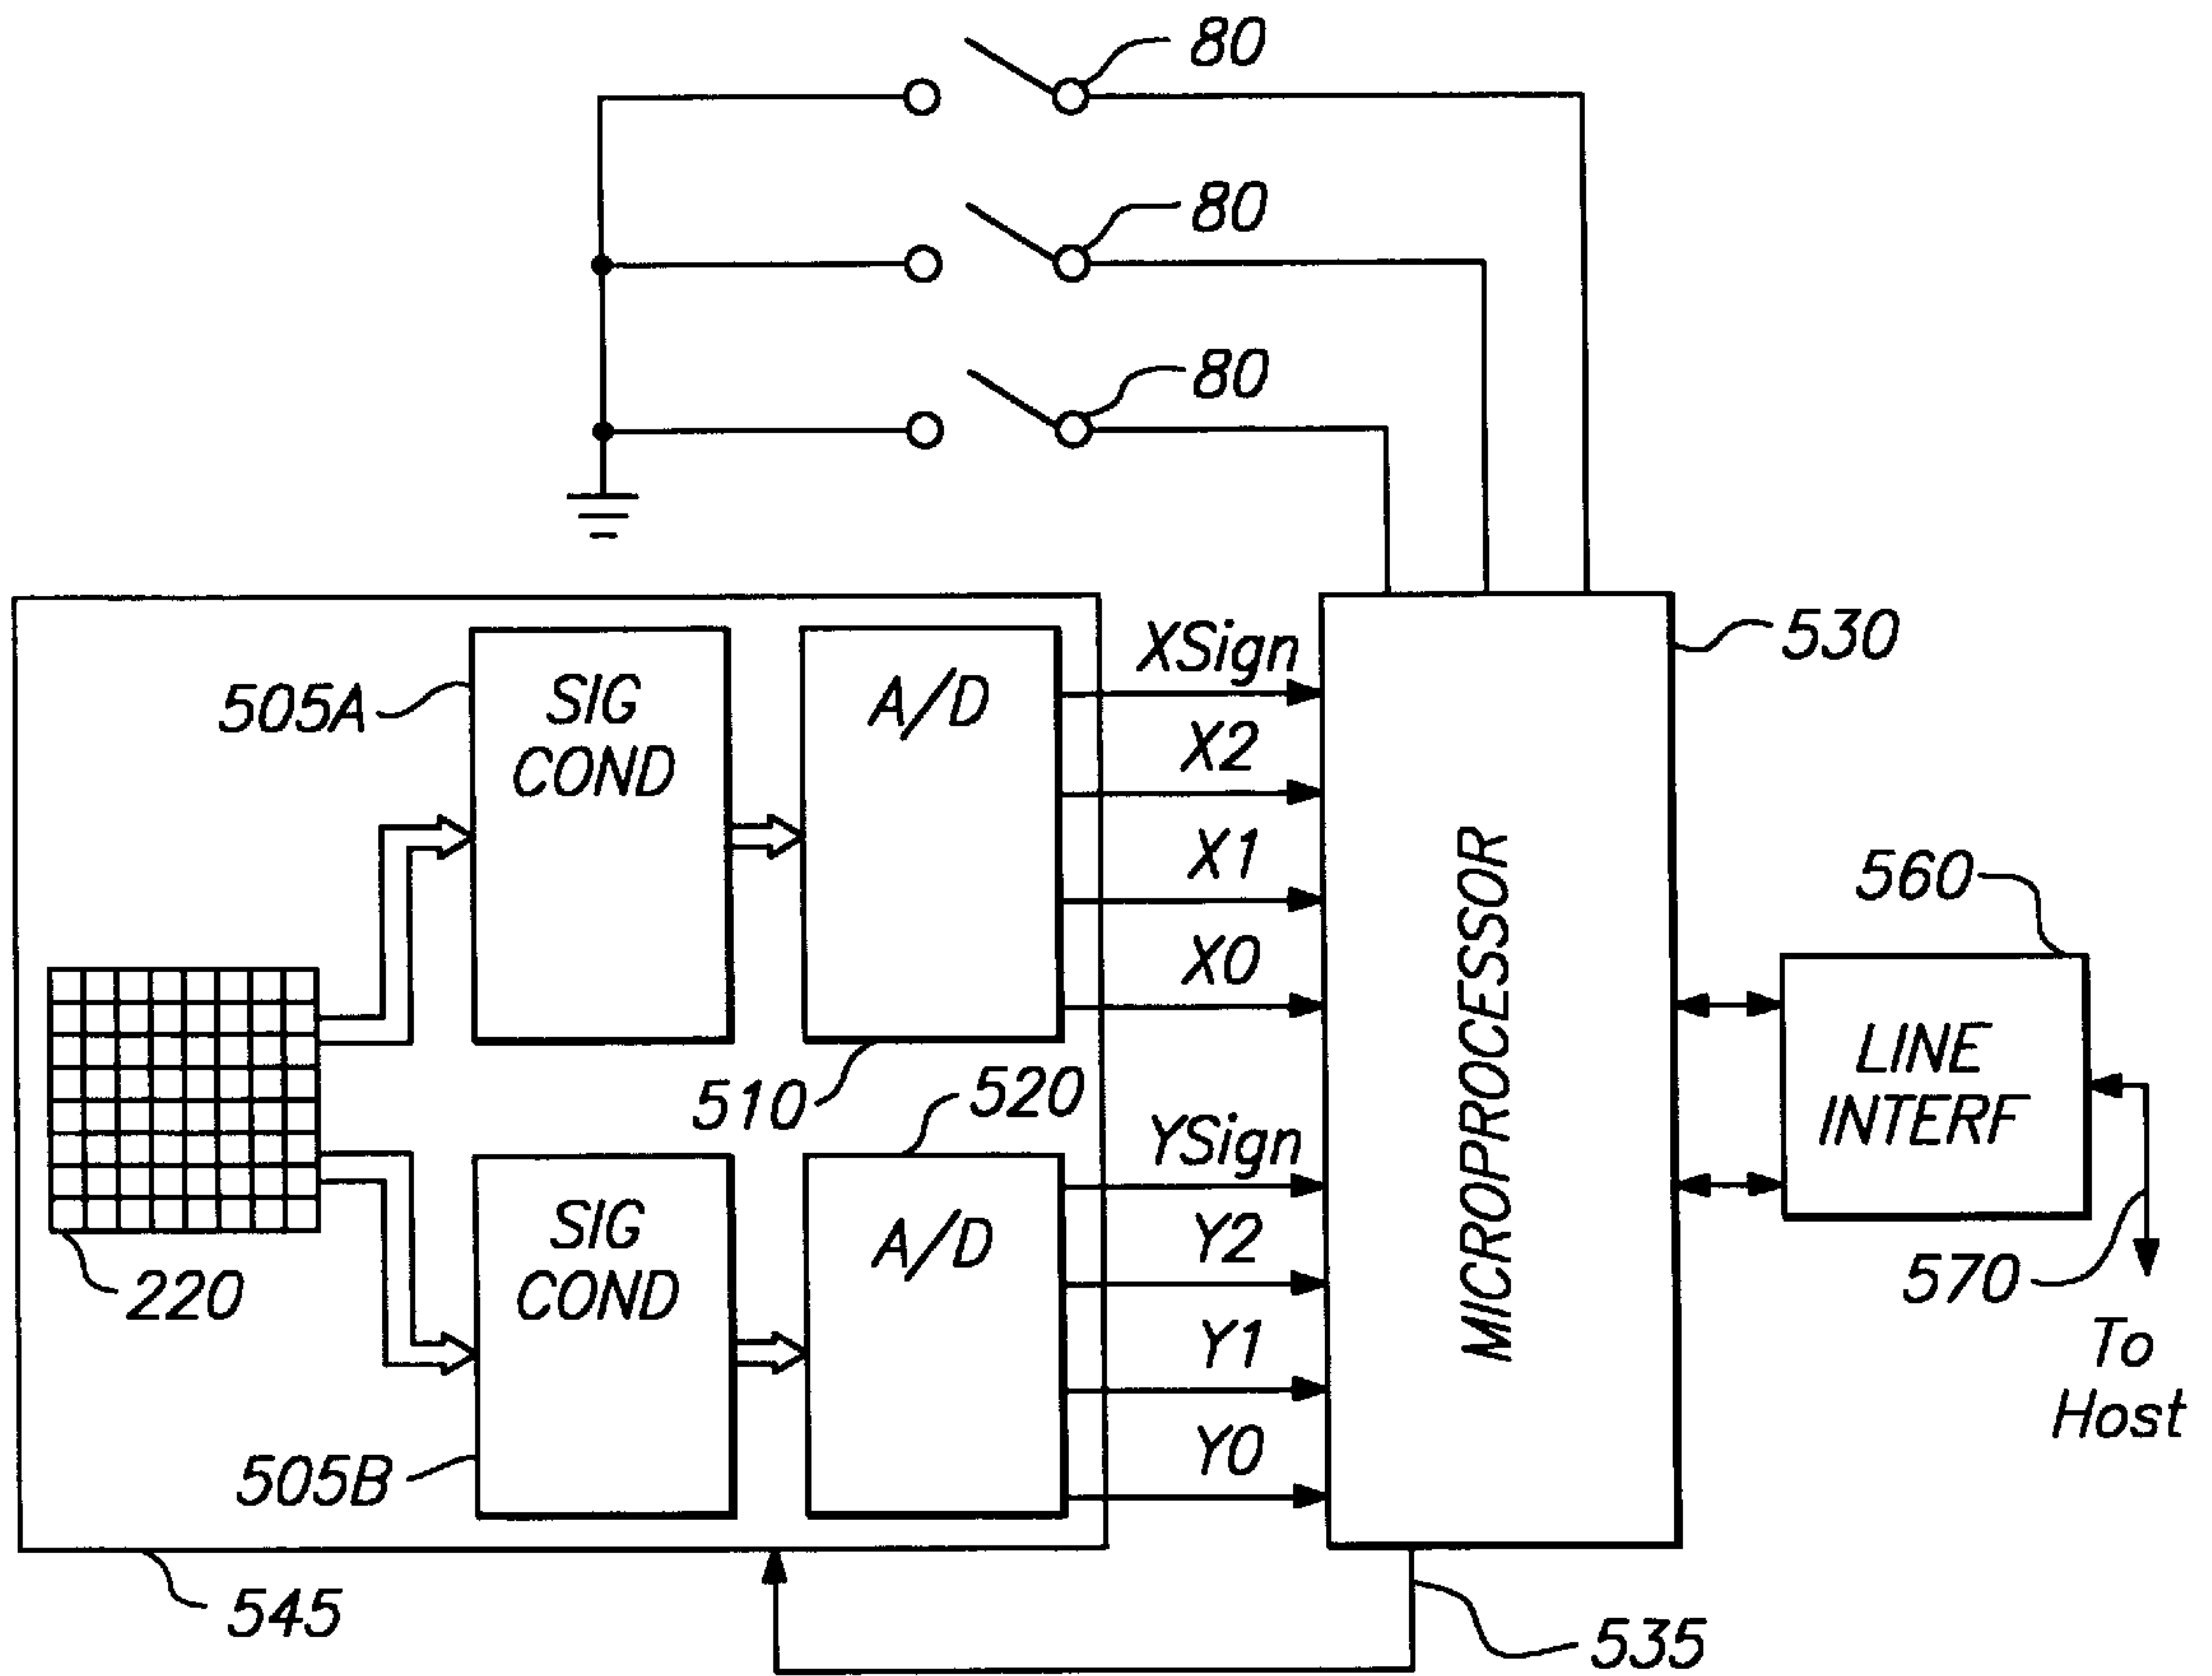 80
80
80
530
505A
SIG
COND
A/D
XSign
X2
X1
X0
510
520
MICROPROCESSOR
560
LINE
INTERF
220
SIG
COND
A/D
YSign
Y2
Y1
Y0
505B
570
To
Host
545
535